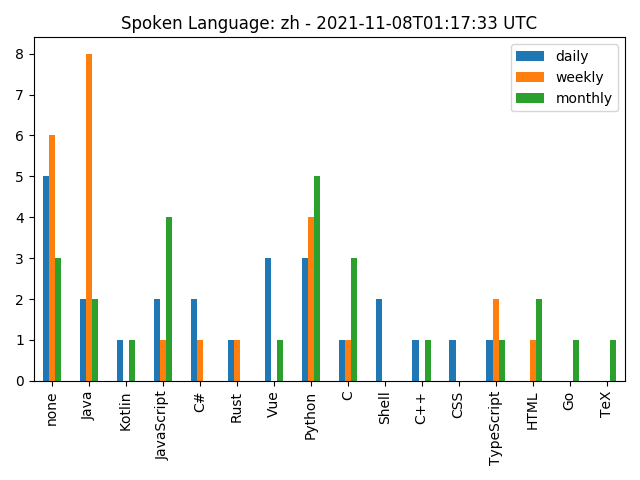 Spoken Language: zh - 2021-11-08T01:17:33 UTC
daily
weekly
monthly
8
7
6
5
4
3
2
1
0
none
Java
Kotlin
JavaScript
C#
Rust
Vue
Python
C
Shell
C++
CSS
TypeScript
HTML
Go
TeX